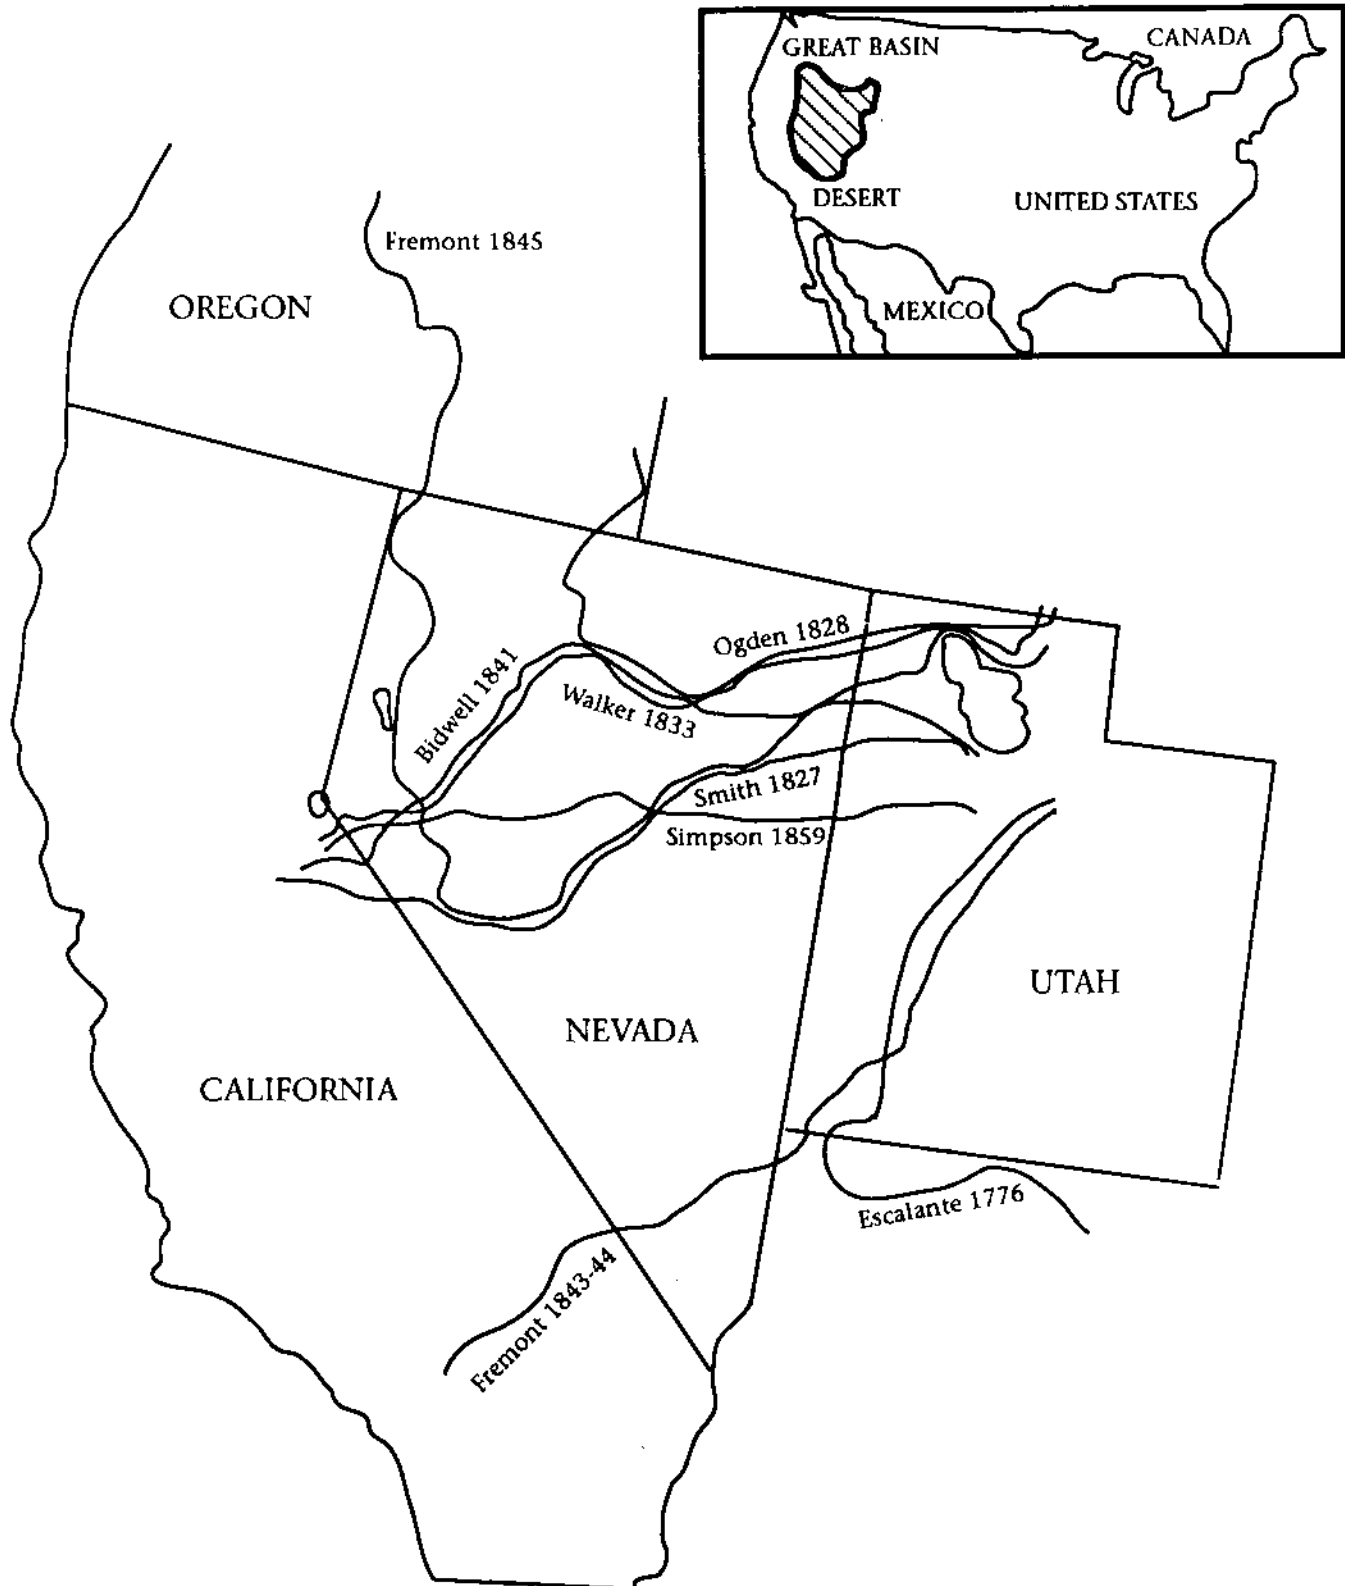 GREAT BASIN
CANADA
DESERT
UNITED STATES
MEXICO
Fremont 1845
OREGON
Ogden 1828
Bidwell 1841
Walker 1833
Smith 1827
Simpson 1859
UTAH
NEVADA
CALIFORNIA
Escalante 1776
Fremont 1843-44